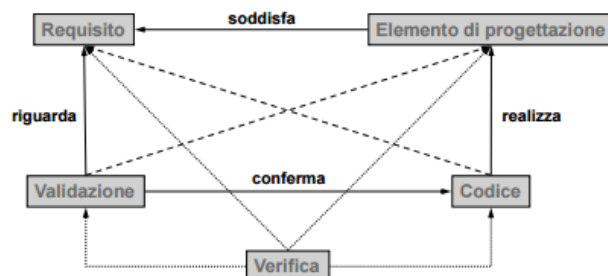 soddisfa
Requisito
Elemento di progettazione
riguarda
realizza
conferma
Validazione
Codice
Verifica